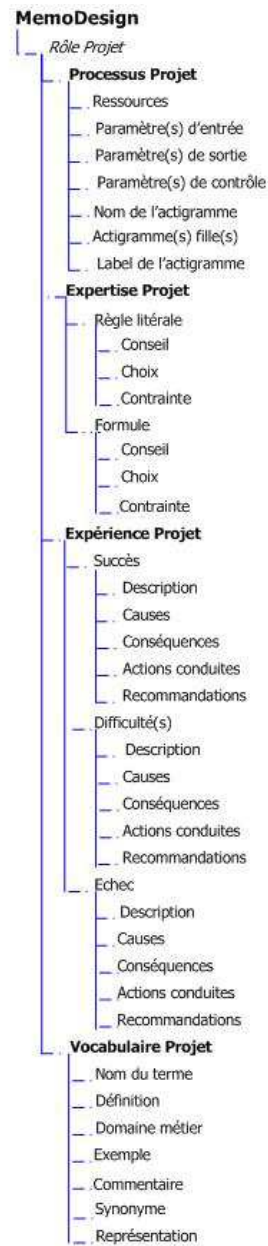 MemoDesign
Rôle Projet
Processus Projet
Ressources
Paramètre(s) d'entrée
Paramètre(s) de sortie
Paramètre(s) de contrôle
Nom de l'actigramme
Actigramme(s) fille(s)
Label de l'actigramme
Expertise Projet
Règle litérale
Conseil
Choix
Contrainte
Formule
Conseil
Choix
Contrainte
Expérience Projet
Succès
Description
Causes
Conséquences
Actions conduites
Recommandations
Difficulté(s)
Description
Causes
Conséquences
Actions conduites
Recommandations
Echec
Description
Causes
Conséquences
Actions conduites
Recommandations
Vocabulaire Projet
Nom du terme
Définition
Domaine métier
Exemple
Commentaire
Synonyme
Représentation